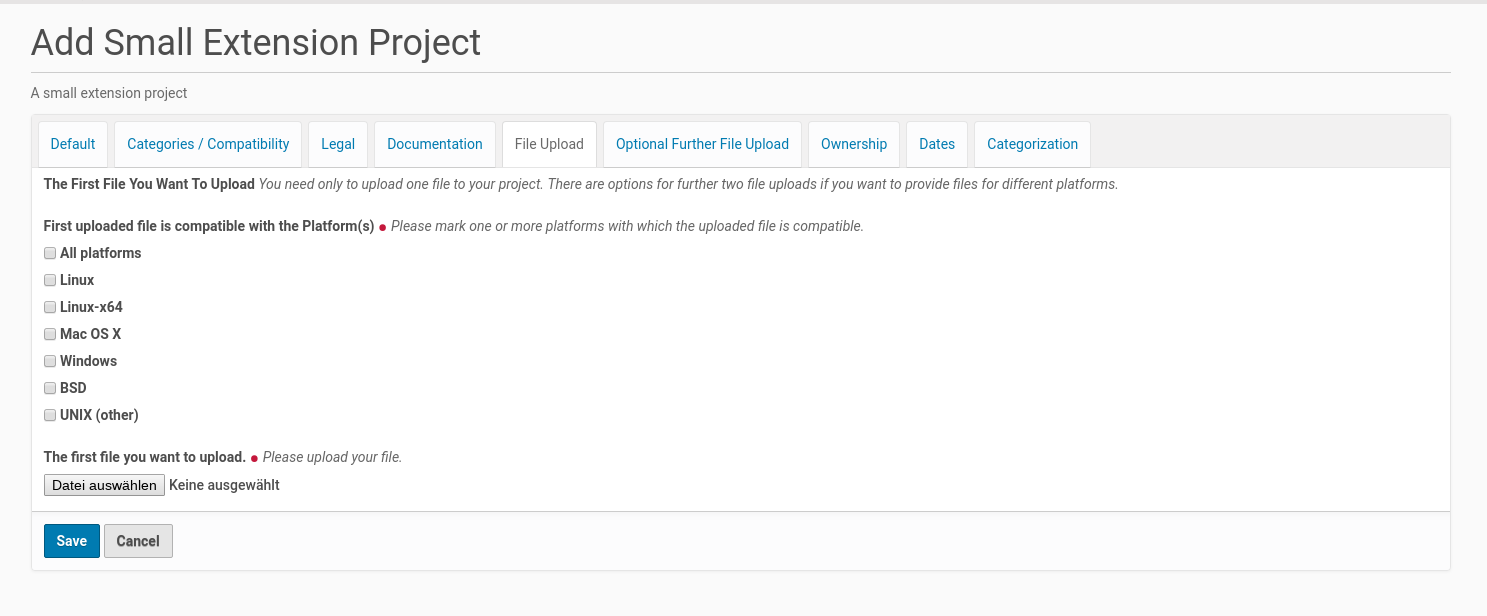 Add Small Extension Project
A small extension project
Default Categories / Compatibility Legal Documentation File Upload Optional Further File Upload Ownership Dates Categorization
The First File You Want To Upload You need only to upload one file to your project. There are options for further two file uploads if you want to provide files for different platforms.
First uploaded file is compatible with the Platform(s) Please mark one or more platforms with which the uploaded file is compatible.
All platforms
Linux
Linux-x64
Mac OS X
Windows
BSD
UNIX (other)
The first file you want to upload. Please upload your file.
Datei auswählen Keine ausgewählt
Save Cancel